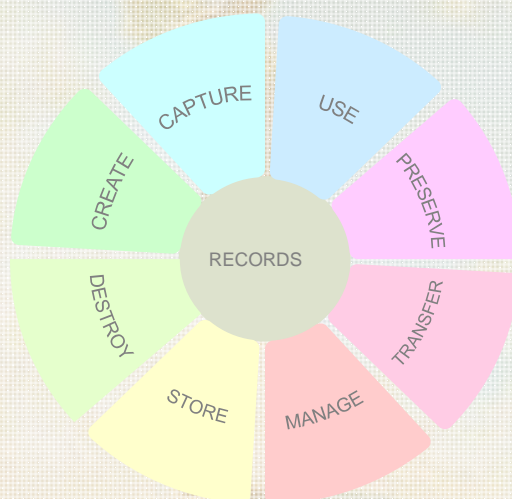 CAPTURE
USE
PRESERVE
TRANSFER
MANAGE
STORE
DESTROY
CREATE
RECORDS